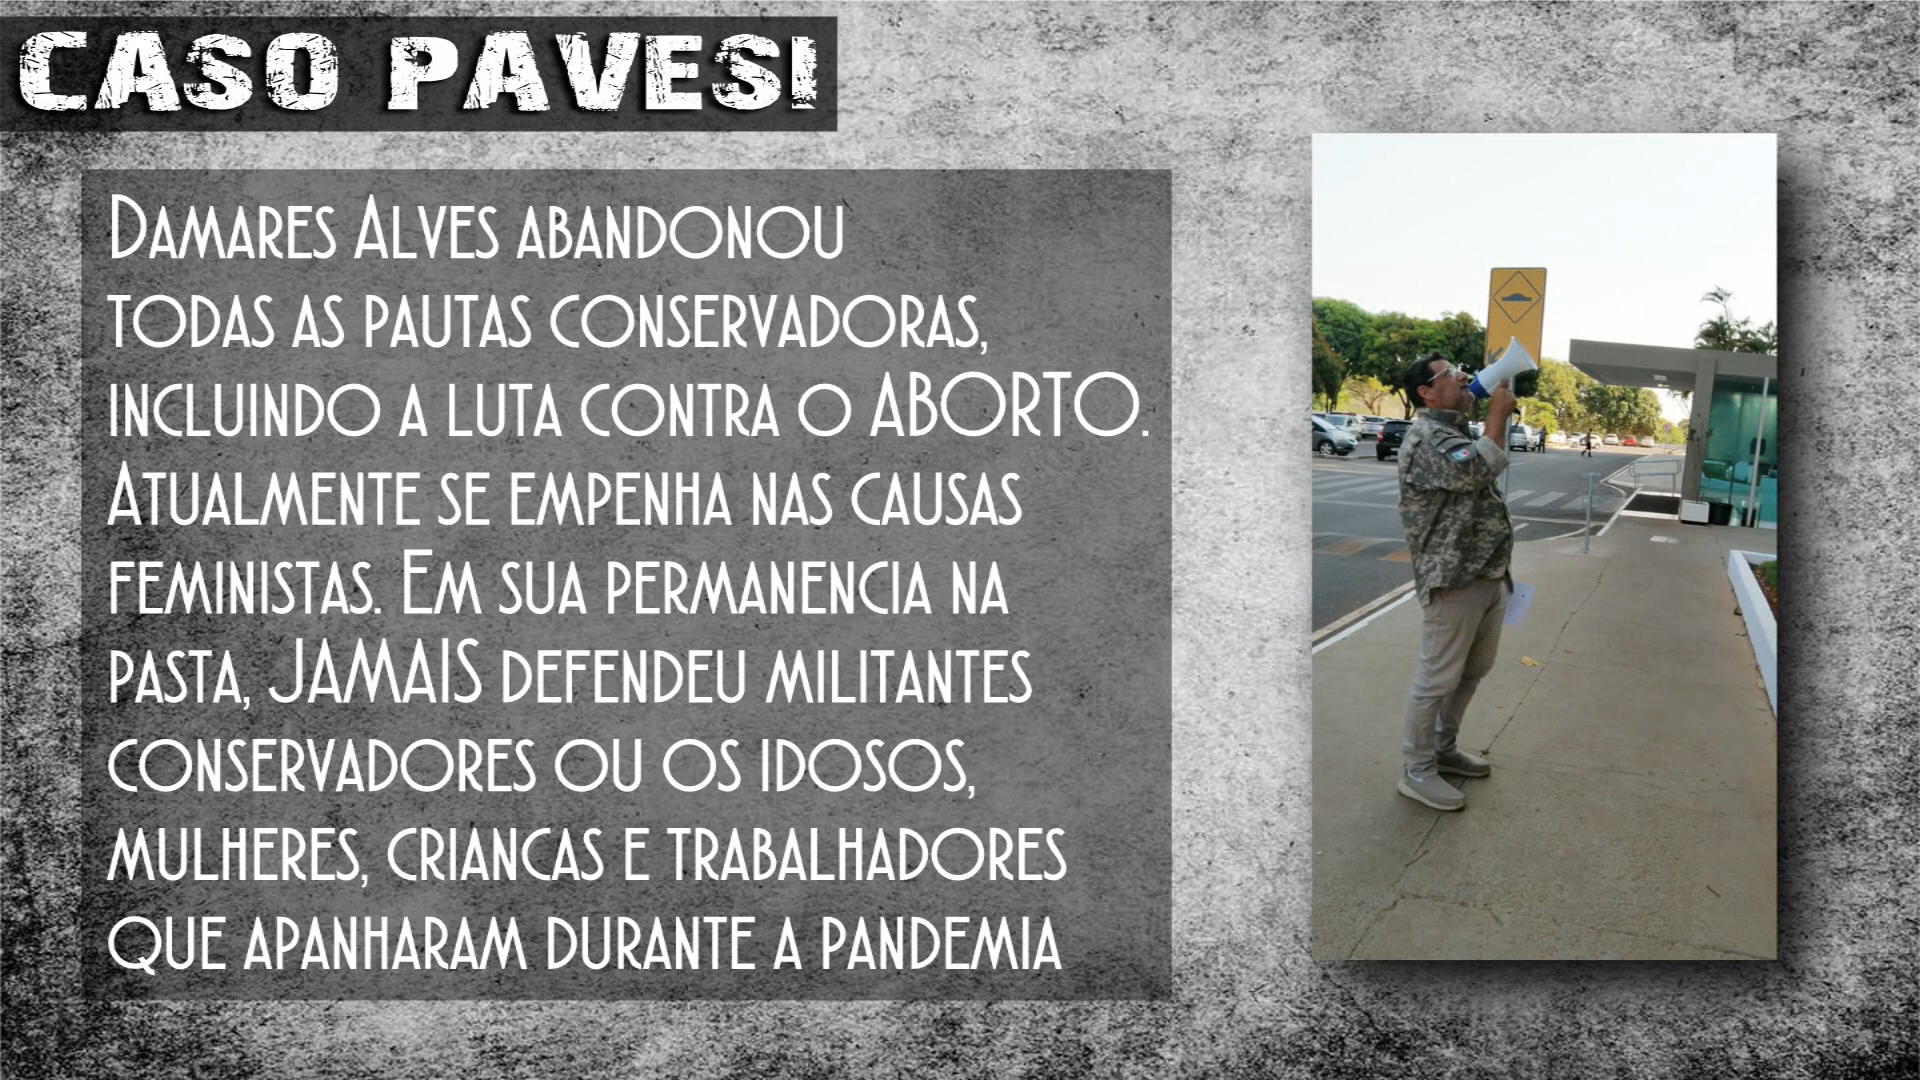 CASO PAVESI
DAMARES ALVES ABANDONOU
TODAS AS PAUTAS CONSERVADORAS,
INCLUINDO A LUTA CONTRA O ABORTO.
ATUALMENTE SE EMPENHA NAS CAUSAS
FEMINISTAS. EM SUA PERMANENCIA NA
PASTA, JAMAIS DEFENDEU MILITANTES
CONSERVADORES OU OS IDOSOS,
MULHERES, CRIANCAS E TRABALHADORES
QUE APANHARAM DURANTE A PANDEMIA